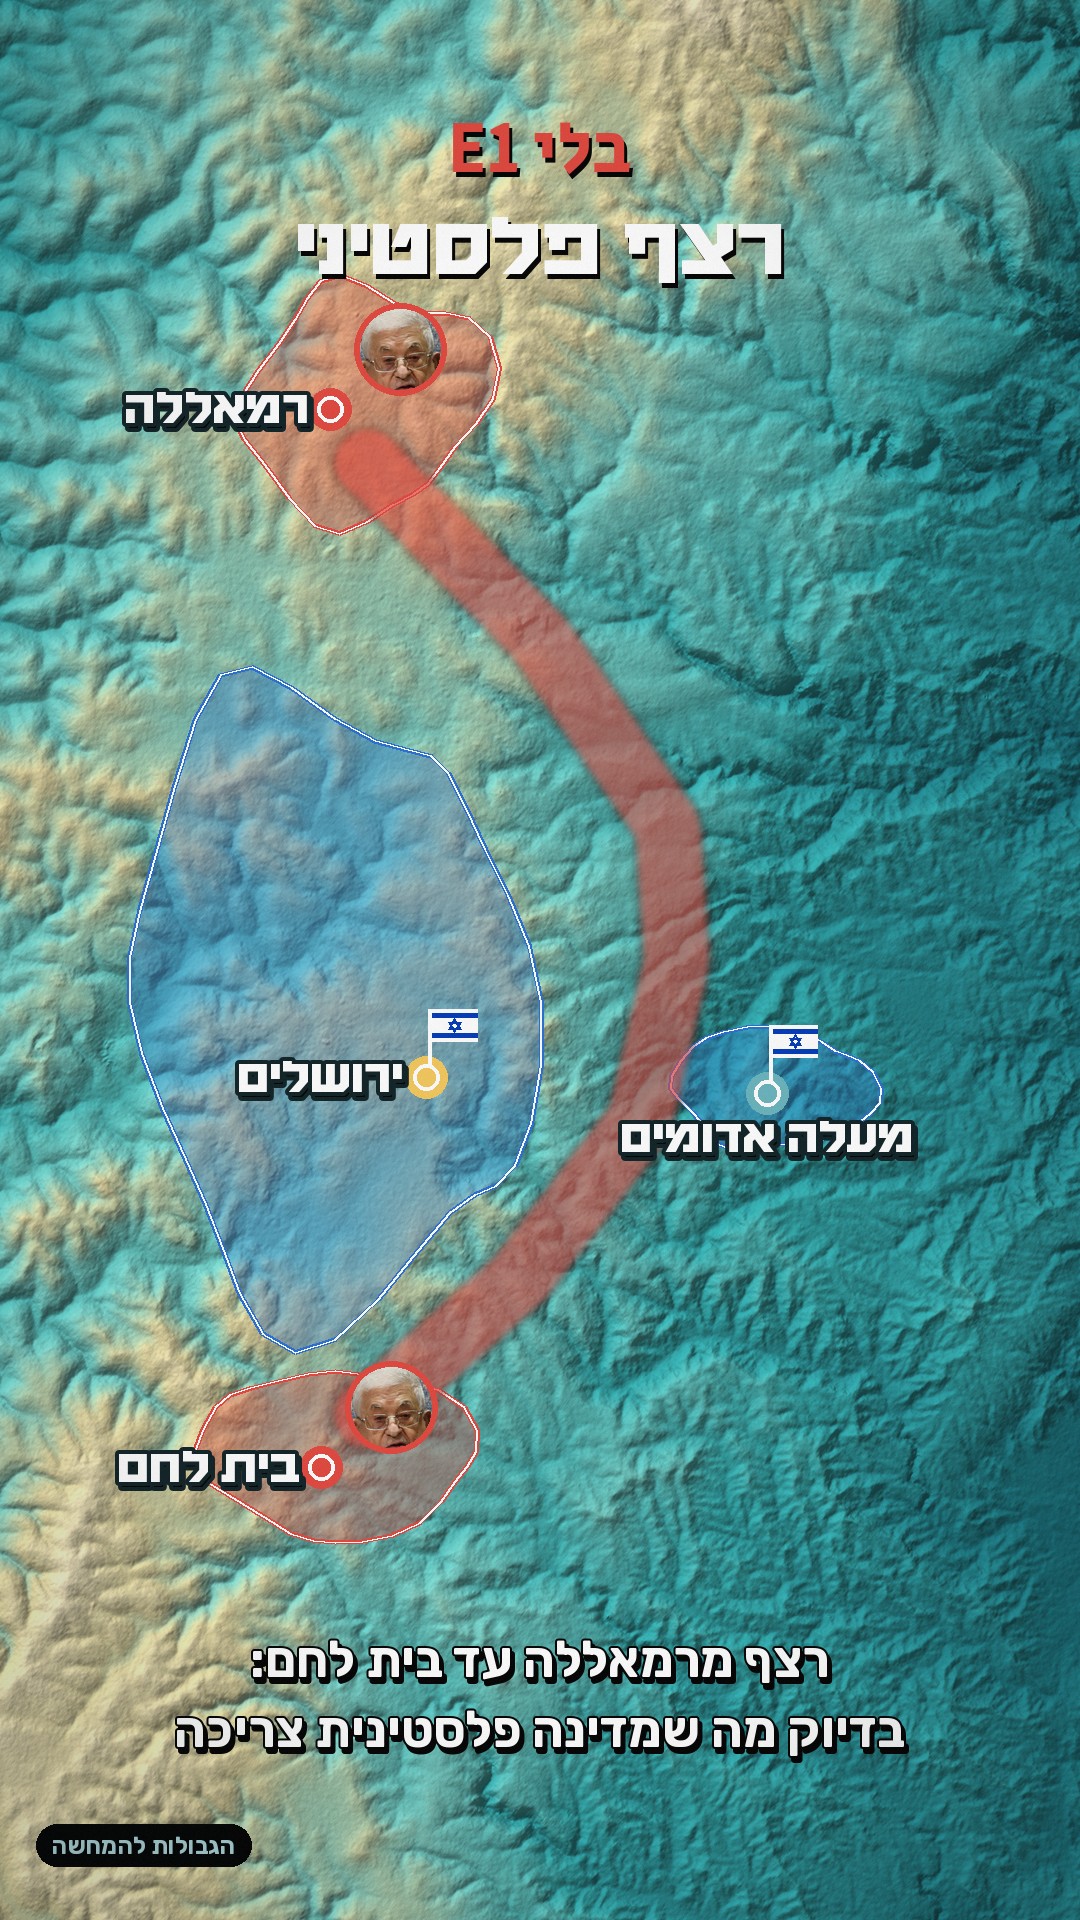 בלי E1
רצף פלסטיני
רמאללה
ירושלים
מעלה אדומים
בית לחם
רצף מרמאללה עד בית לחם:
בדיוק מה שמדינה פלסטינית צריכה
הגבולות להמחשה